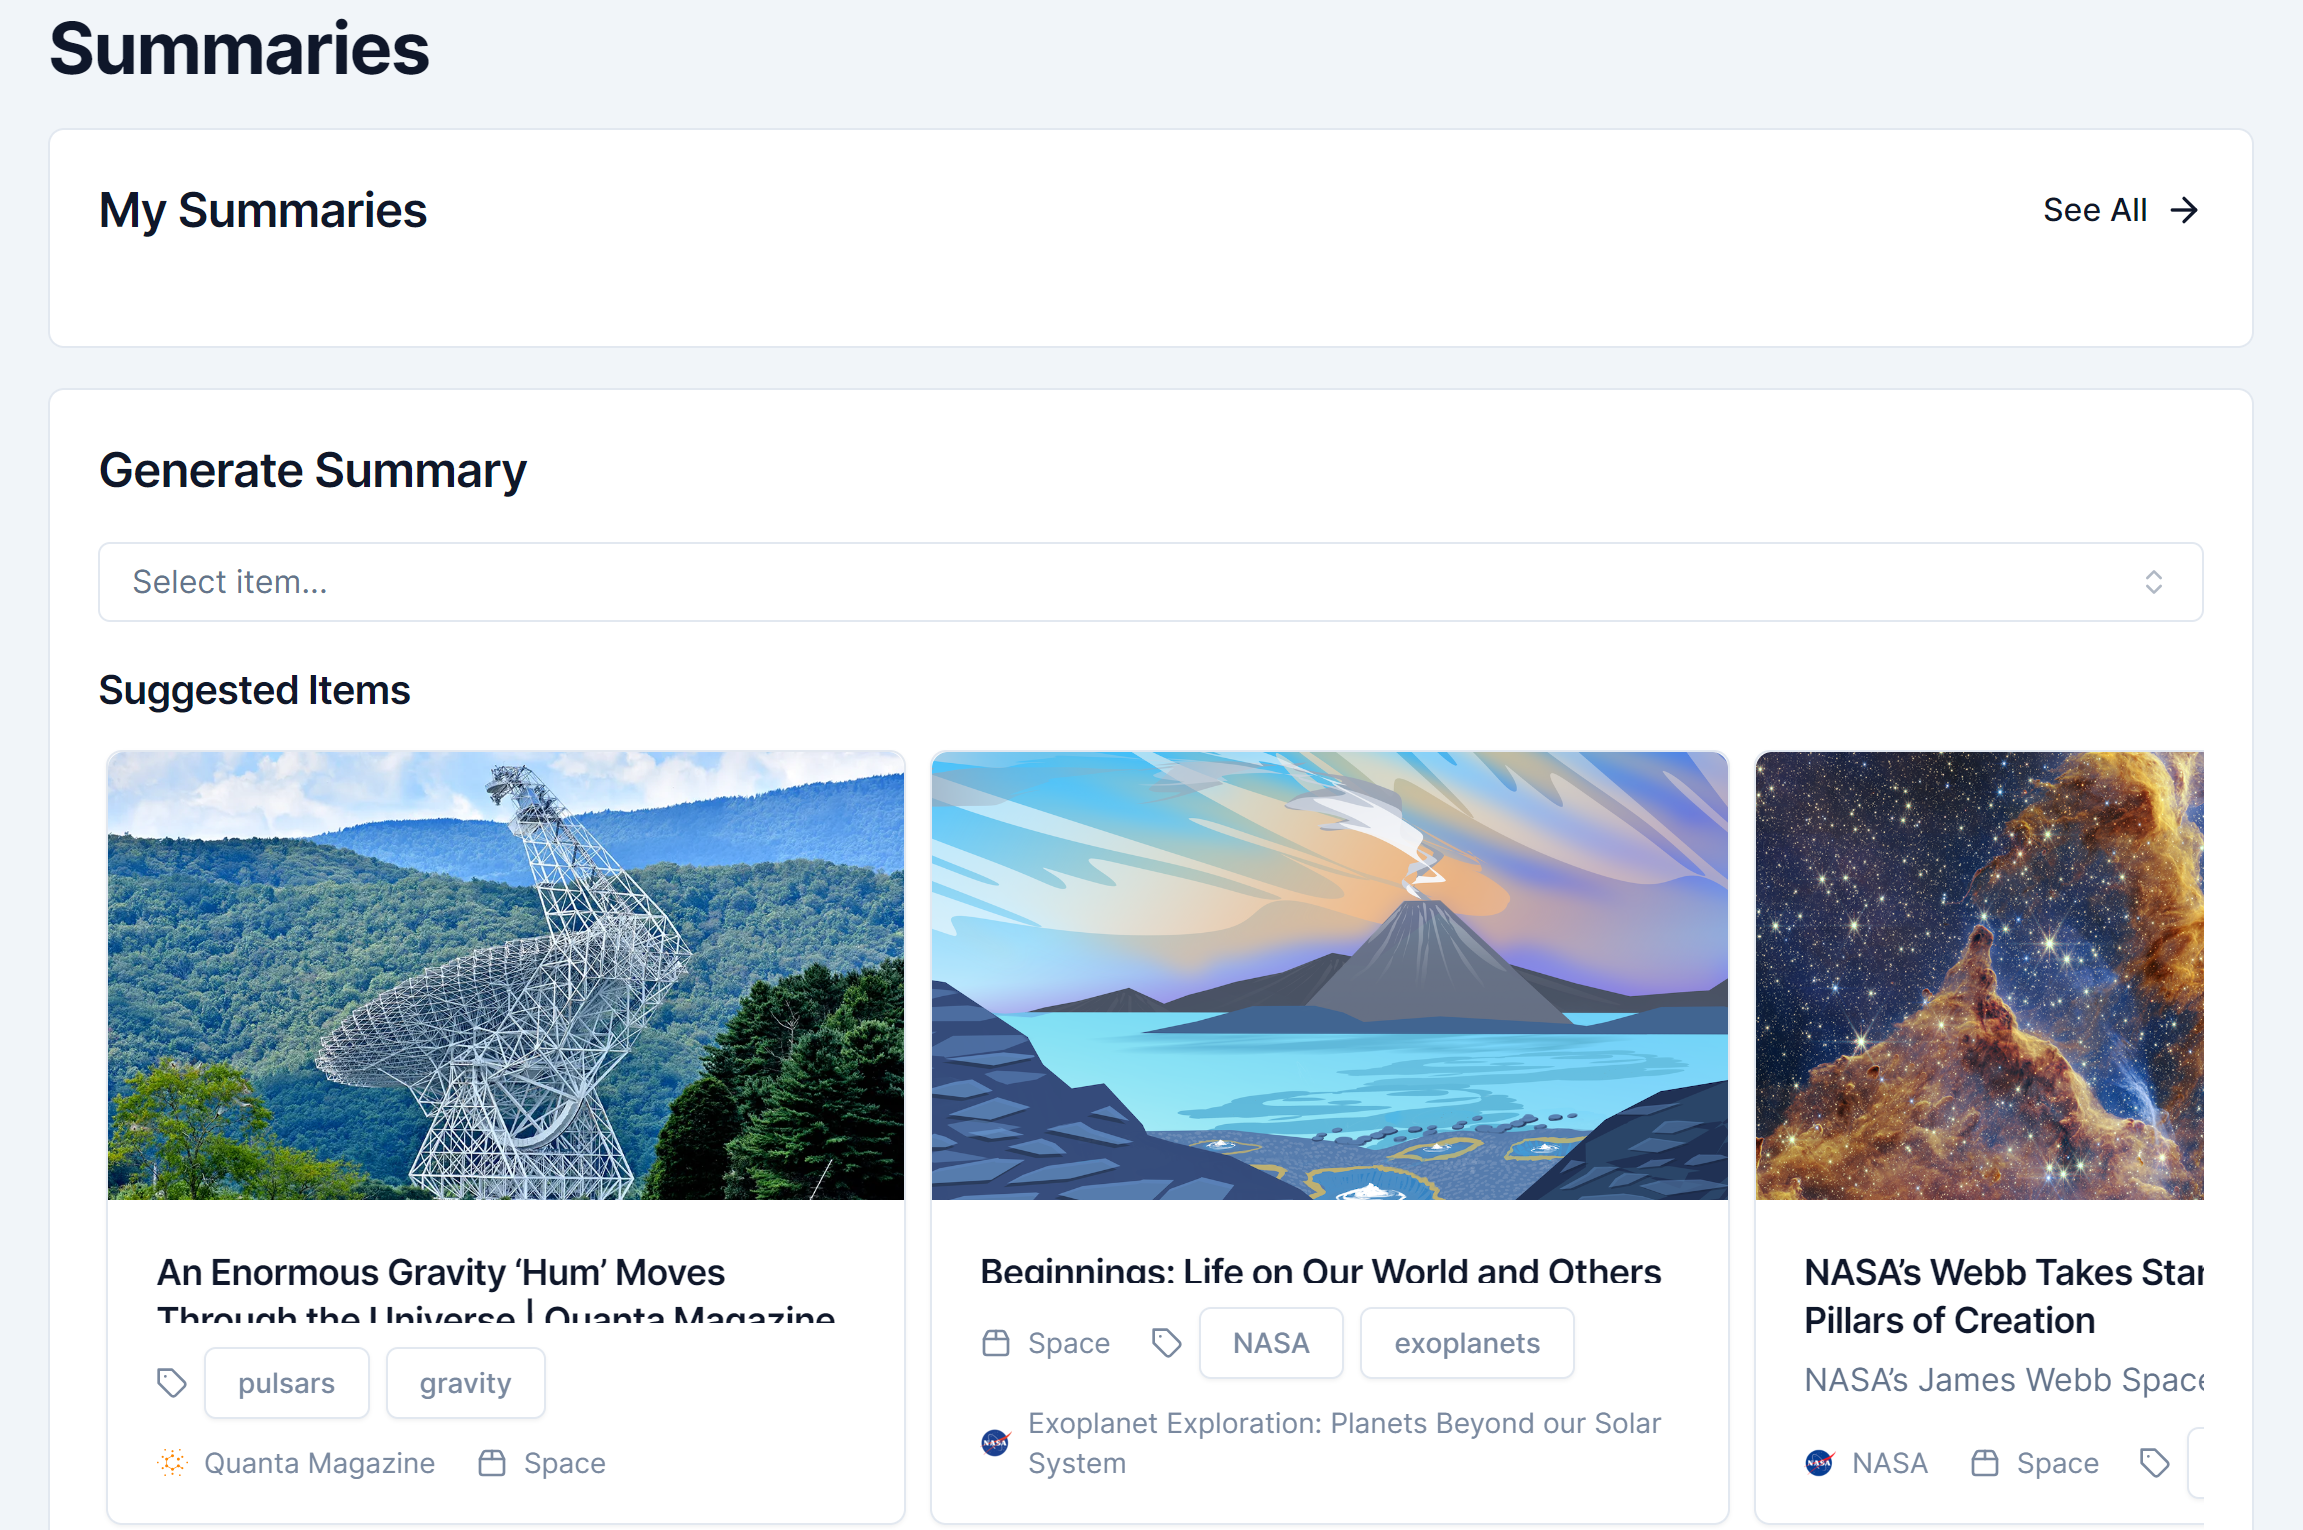 Summaries
My Summaries
See All
Generate Summary
Select item...
Suggested Items
An Enormous Gravity ‘Hum’ Moves
Through the Universe | Quanta Magazine
pulsars
gravity
Quanta Magazine
Space
Beginnings: Life on Our World and Others
Space
NASA
exoplanets
NASA
Exoplanet Exploration: Planets Beyond our Solar
System
NASA’s Webb Takes Star
Pillars of Creation
NASA’s James Webb Space
NASA
NASA
Space